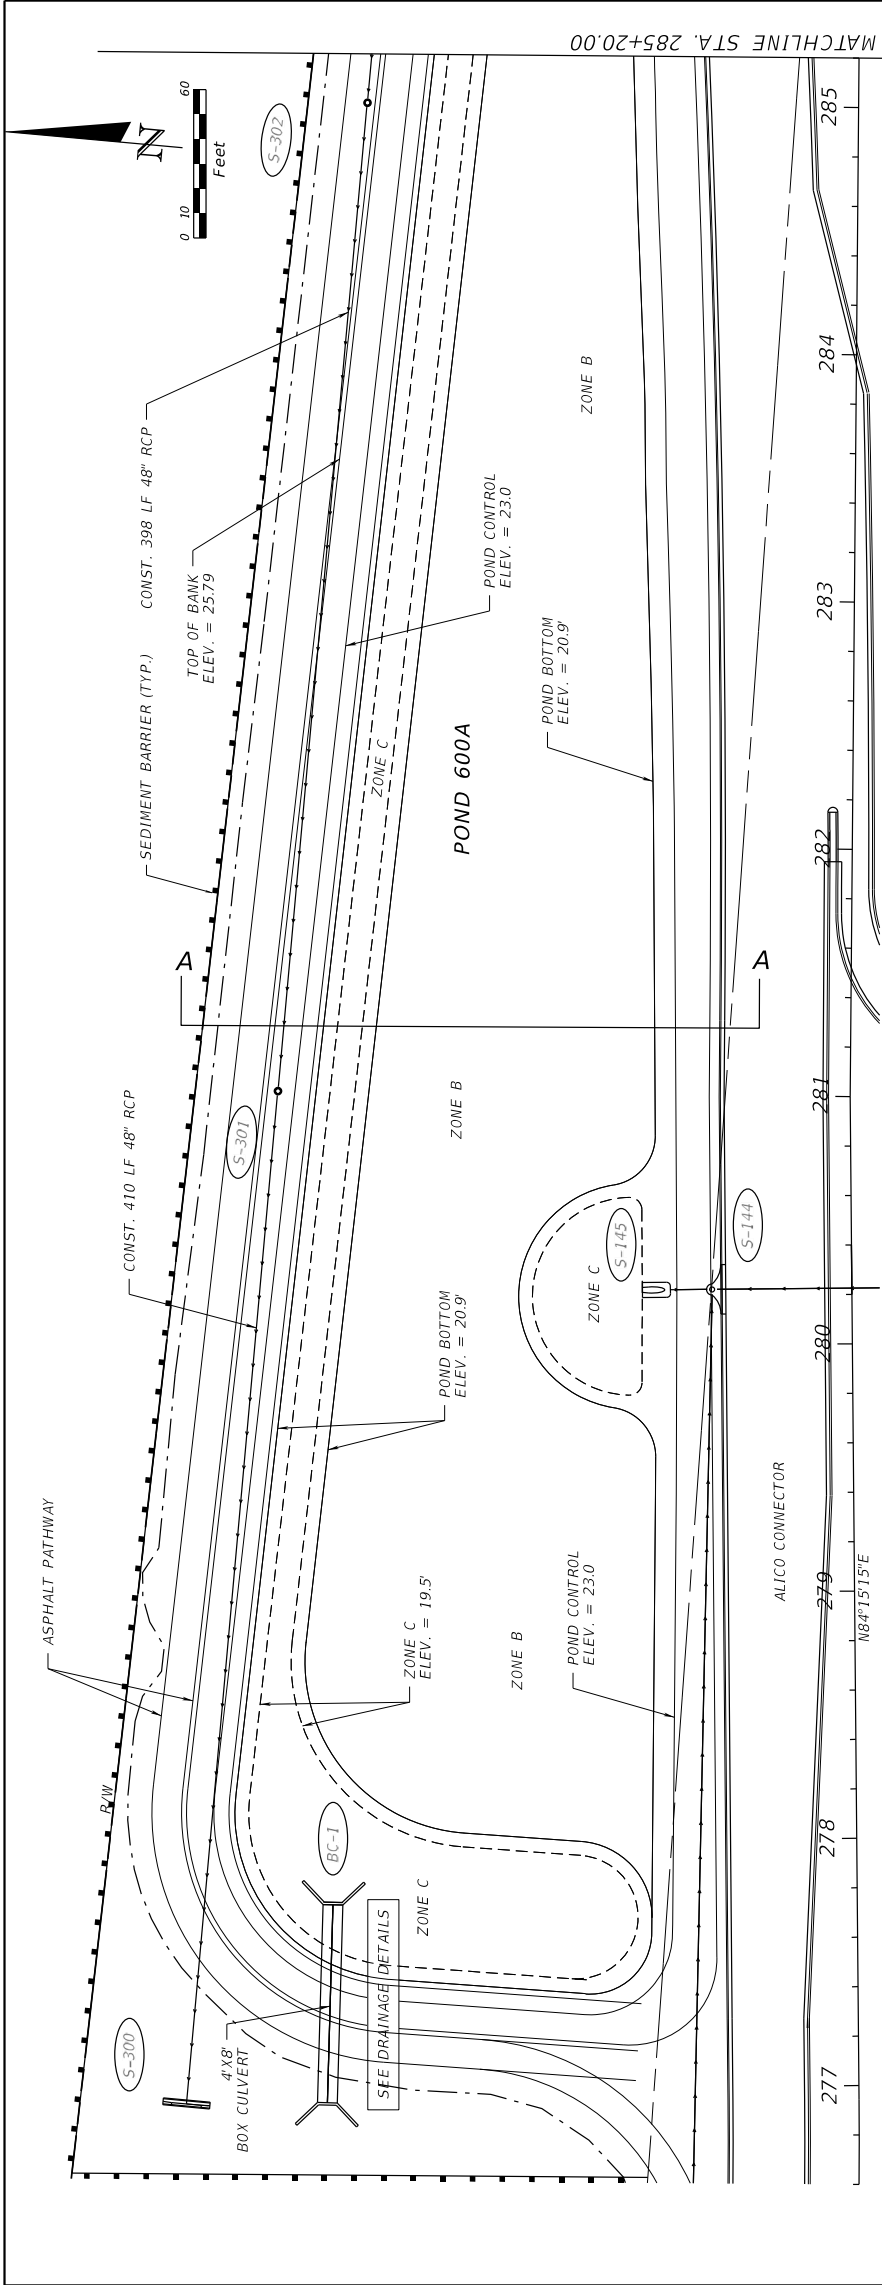 MATCHLINE STA. 285+20.00
N
0 10 60
Feet
S-302
SEDIMENT BARRIER (TYP.)
CONST. 398 LF 48" RCP
TOP OF BANK
ELEV. = 25.79
POND CONTROL
ELEV. = 23.0
ZONE B
ZONE C
POND 600A
POND BOTTOM
ELEV. = 20.9'
A
A
CONST. 410 LF 48" RCP
S-301
ZONE B
S-145
S-144
ZONE C
POND BOTTOM
ELEV. = 20.9'
ASPHALT PATHWAY
ZONE C
ELEV. = 19.5'
ZONE B
POND CONTROL
ELEV. = 23.0
ALICO CONNECTOR
N84°15'15"E
R/W
BC-1
ZONE C
SEE DRAINAGE DETAILS
S-300
4'X8'
BOX CULVERT
277
278
279
280
281
282
283
284
285